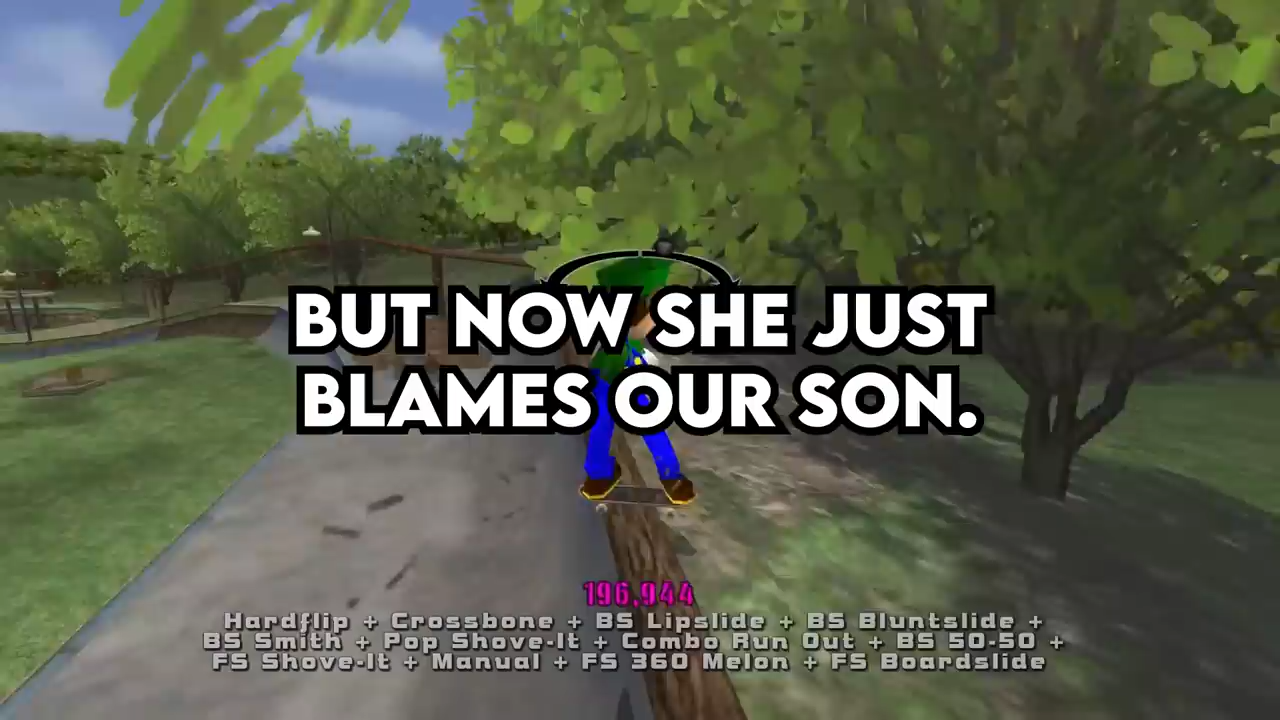 BUT NOW SHE JUST
BLAMES OUR SON.
196,944
Hardflip + Crossbone + BS Lipslide + BS Bluntslide +
BS Smith + Pop Shove-It + Combo Run Out + BS 50-50 +
FS Shove-It + Manual + FS 360 Melon + FS Boardslide